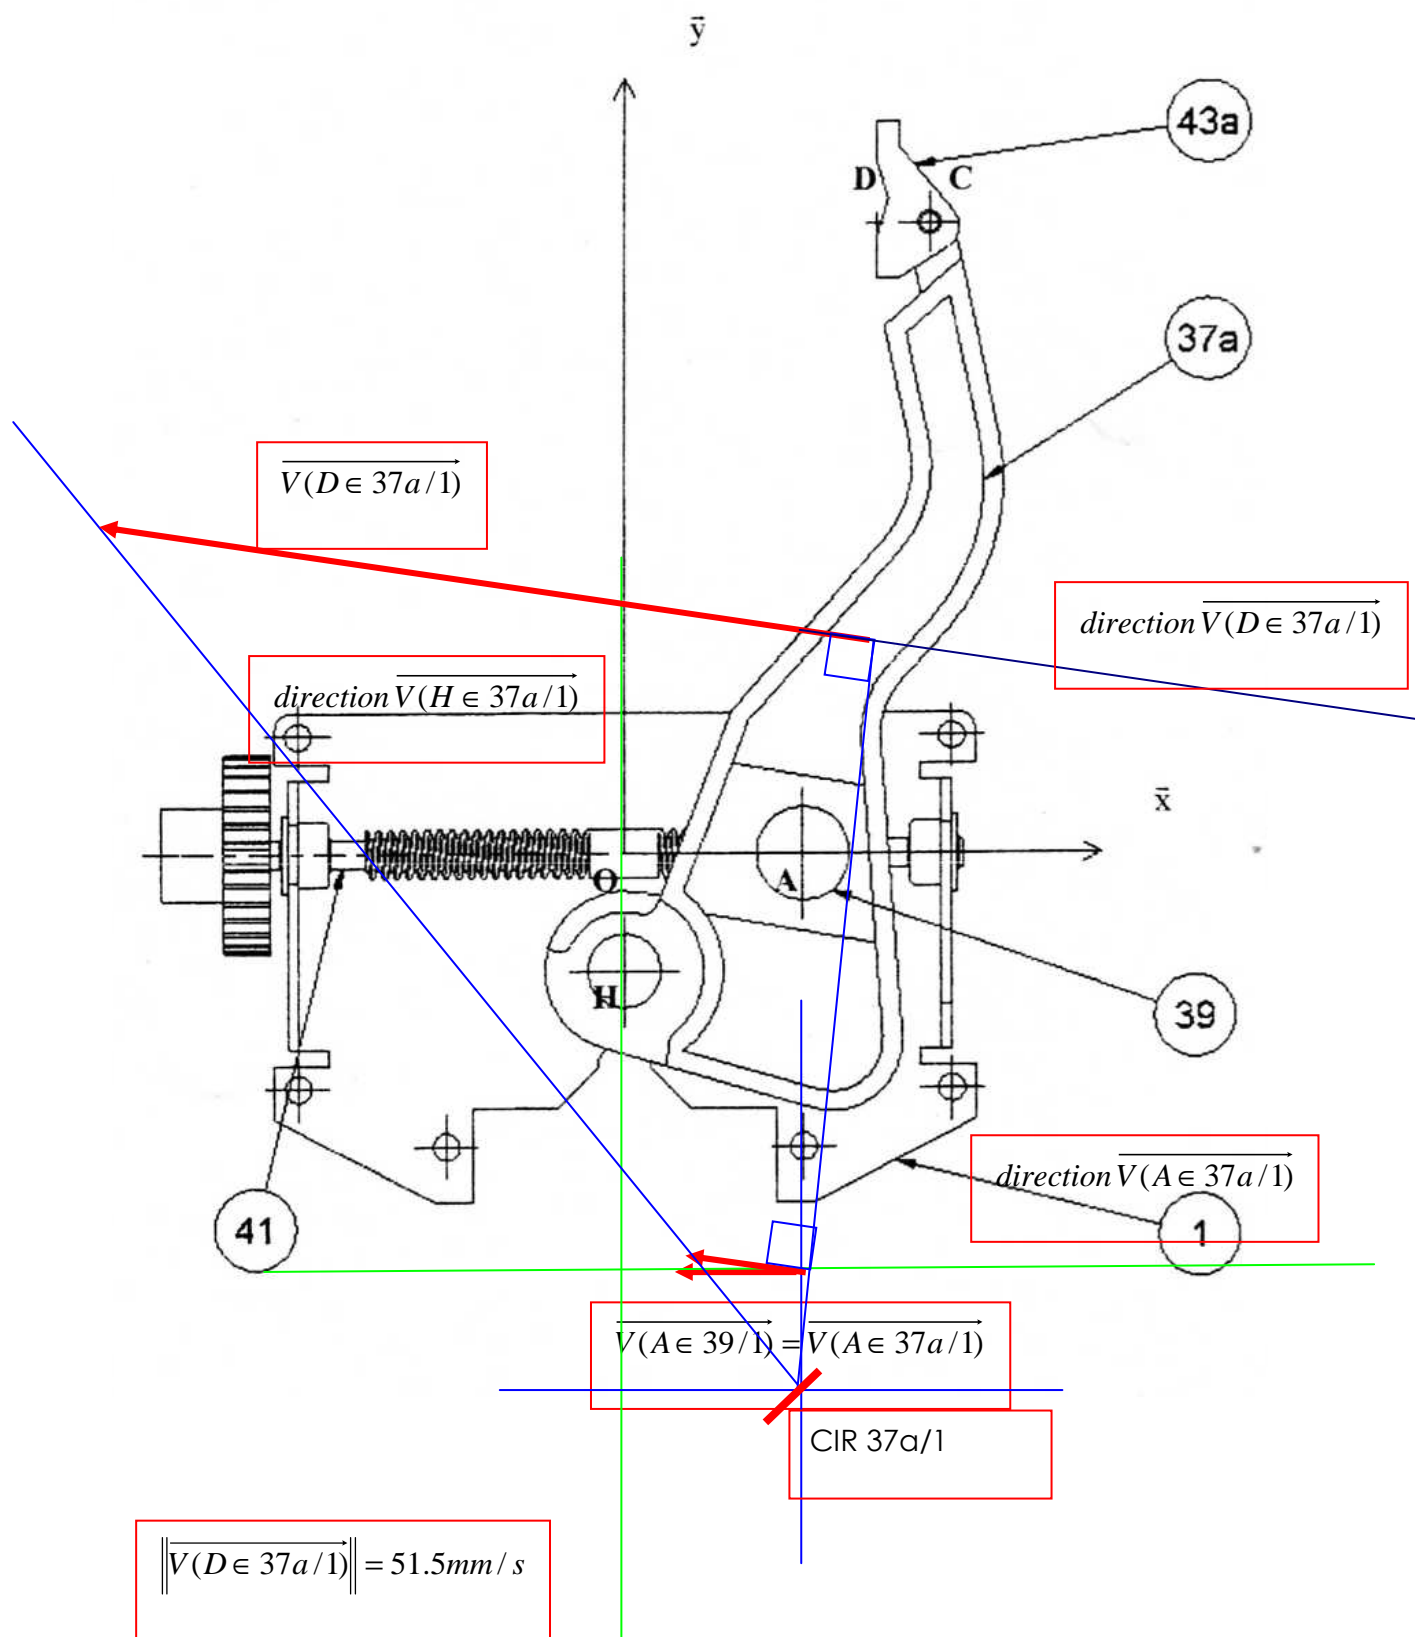 ȳ
43a
D C
37a
V(D ∈ 37a/1)
direction V(D ∈ 37a/1)
direction V(H ∈ 37a/1)
x̄
O
A
H
39
direction V(A ∈ 37a/1)
41
1
V(A ∈ 39/1) = V(A ∈ 37a/1)
CIR 37a/1
‖V(D ∈ 37a/1)‖ = 51.5mm/s